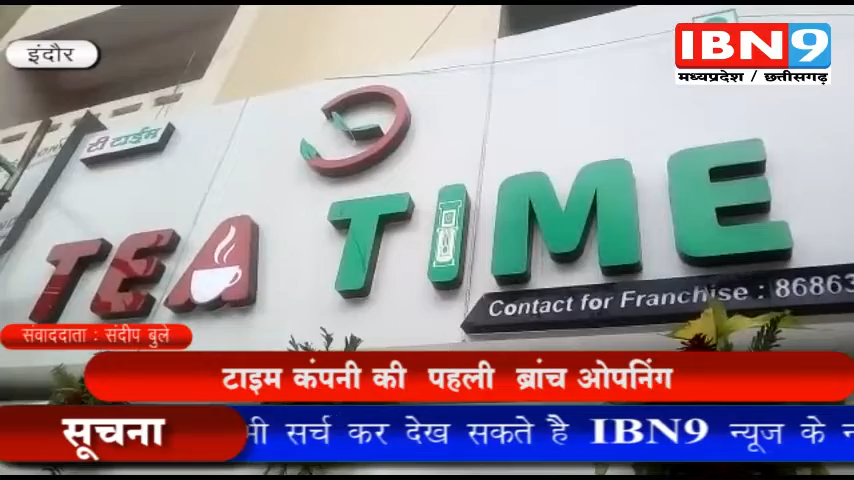 इंदौर
IBN9
मध्यप्रदेश / छत्तीसगढ़
टी टाईम
TEA TIME
Contact for Franchise : 86863
संवाददाता : संदीप बुले
टाइम कंपनी की पहली ब्रांच ओपनिंग
सूचना
भी सर्च कर देख सकते है IBN9 न्यूज के